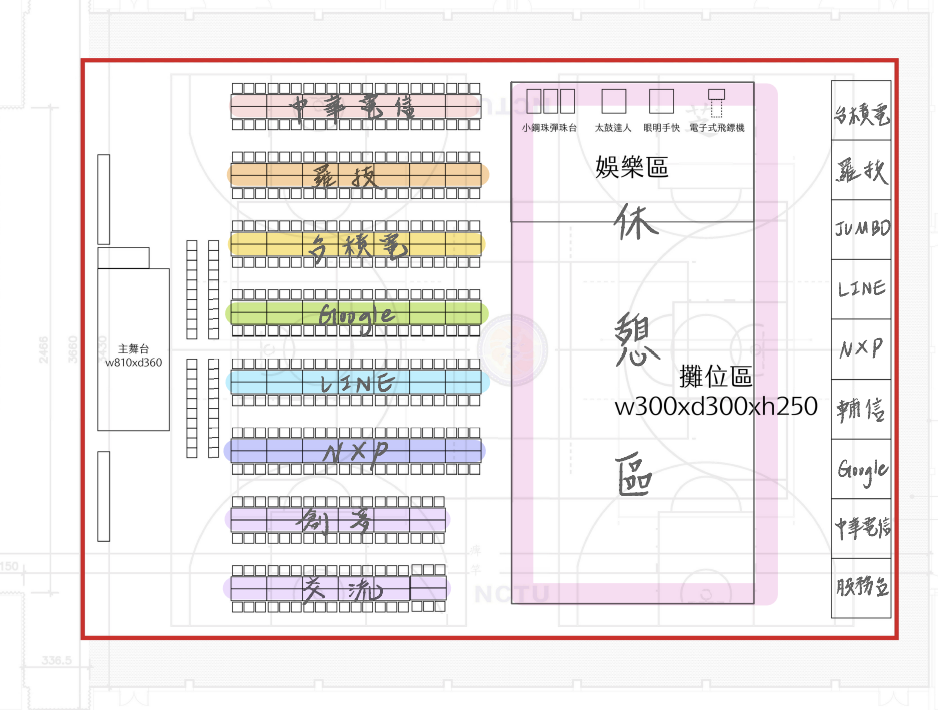 中華電信
羅技
台積電
Google
LINE
NXP
創意
交流
主舞台
w810xd360
小鋼珠彈珠台
太鼓達人
眼明手快
電子式飛鏢機
娛樂區
休
憩
區
攤位區
w300xd300xh250
台積電
羅技
JUMBO
LINE
NXP
輔信
Google
中華電信
服務台
NCTU
NCTU
2466
3660
150
336.5